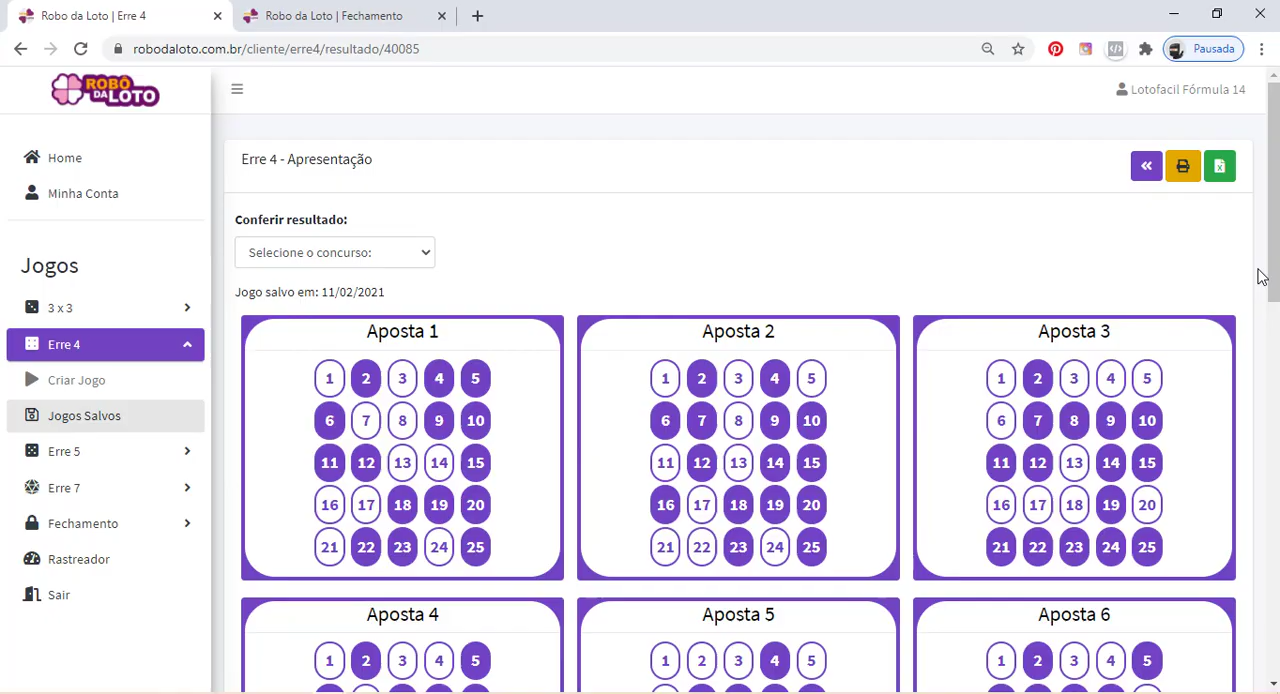 Robo da Loto | Erre 4
Robo da Loto | Fechamento
robodaloto.com.br/cliente/erre4/resultado/40085
Pausada
ROBÔ DA LOTO
Lotofacil Fórmula 14
Home
Minha Conta
Jogos
3 x 3
Erre 4
Criar Jogo
Jogos Salvos
Erre 5
Erre 7
Fechamento
Rastreador
Sair
Erre 4 - Apresentação
Conferir resultado:
Selecione o concurso:
Jogo salvo em: 11/02/2021
Aposta 1
1 2 3 4 5
6 7 8 9 10
11 12 13 14 15
16 17 18 19 20
21 22 23 24 25
Aposta 2
1 2 3 4 5
6 7 8 9 10
11 12 13 14 15
16 17 18 19 20
21 22 23 24 25
Aposta 3
1 2 3 4 5
6 7 8 9 10
11 12 13 14 15
16 17 18 19 20
21 22 23 24 25
Aposta 4
1 2 3 4 5
Aposta 5
1 2 3 4 5
Aposta 6
1 2 3 4 5